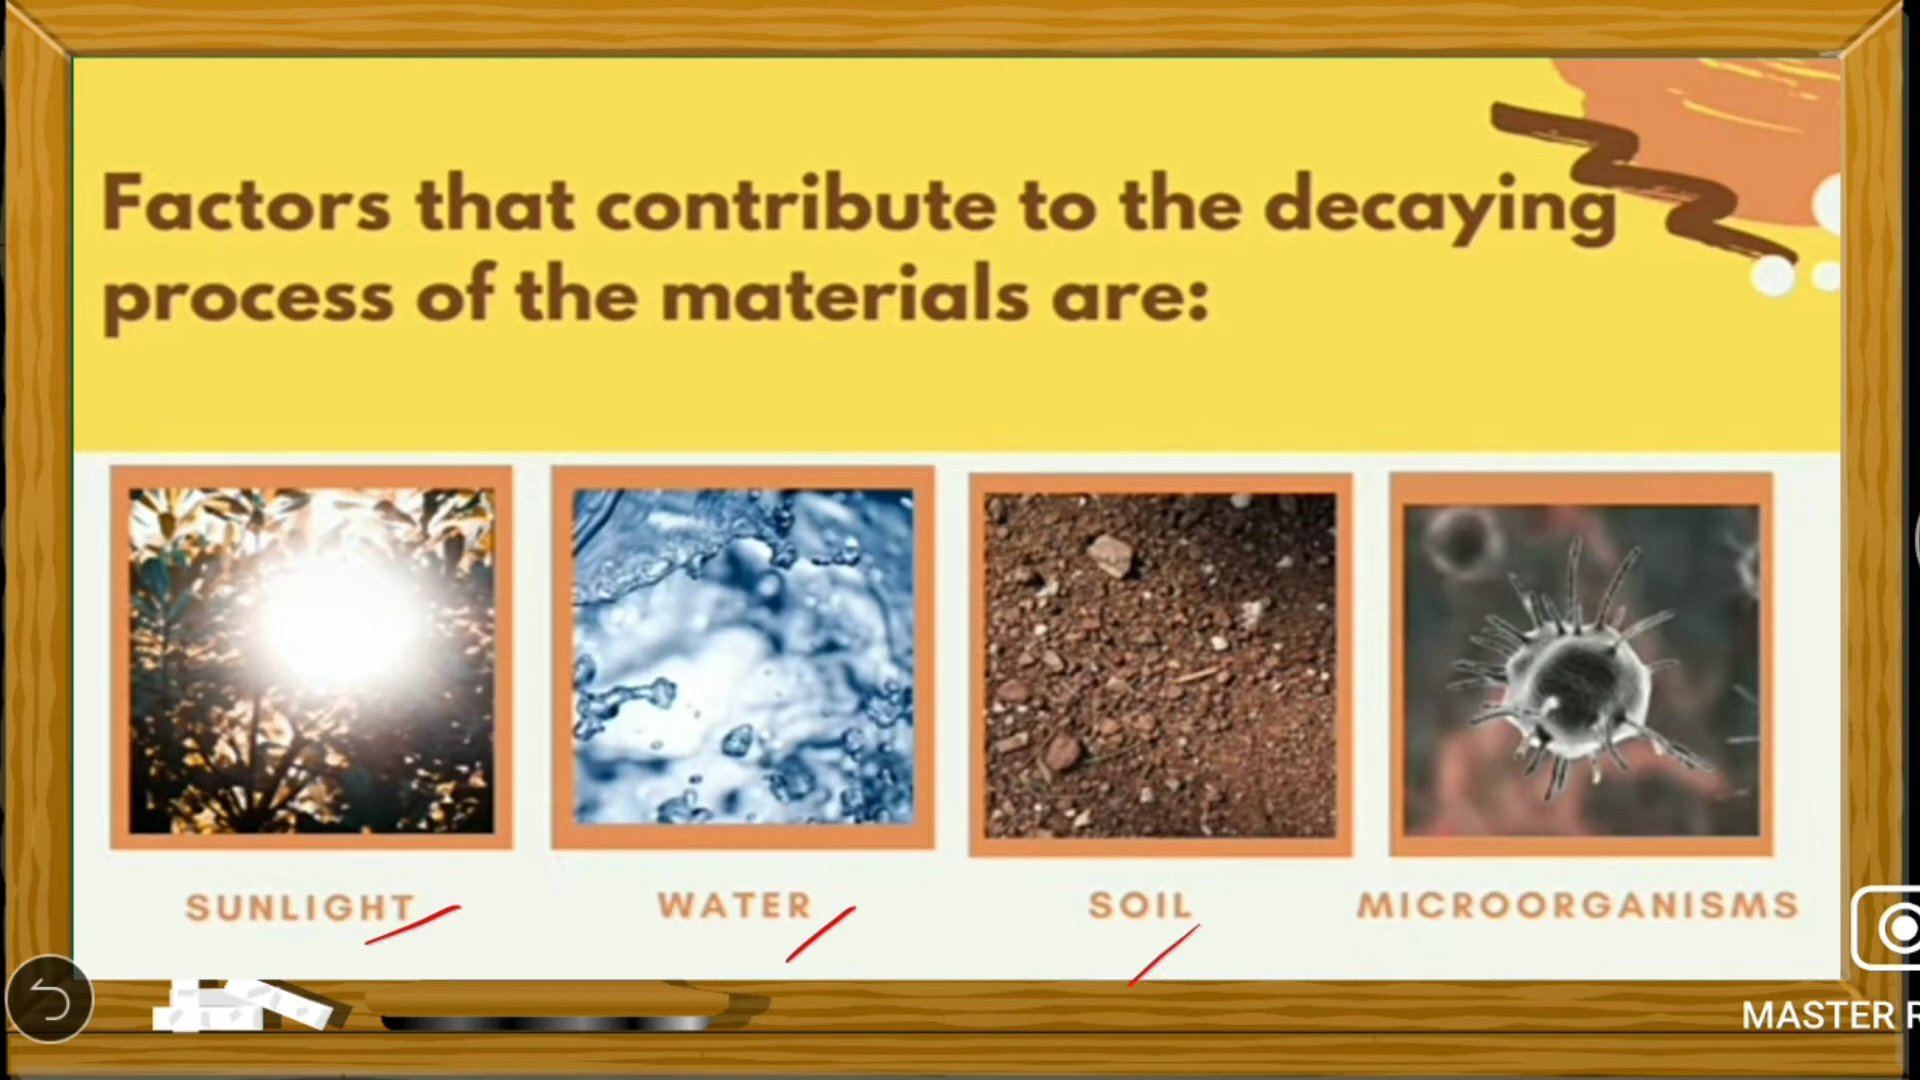 Factors that contribute to the decaying
process of the materials are:
SUNLIGHT
WATER
SOIL
MICROORGANISMS
MASTER